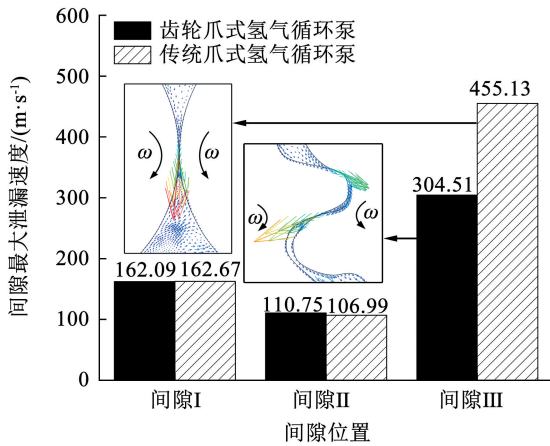 间隙最大泄漏速度/(m·s⁻¹)
600
500
400
300
200
100
0
齿轮爪式氢气循环泵
传统爪式氢气循环泵
455.13
304.51
162.09
162.67
110.75
106.99
ω
ω
ω
ω
间隙I
间隙II
间隙III
间隙位置